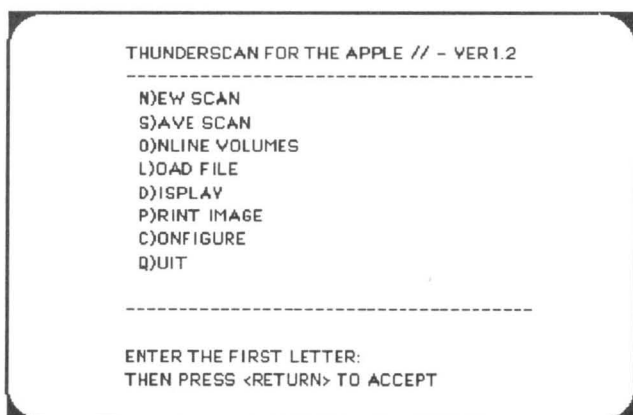 THUNDERSCAN FOR THE APPLE // - VER 1.2
----------------------------------------
N)EW SCAN
S)AVE SCAN
O)NLINE VOLUMES
L)OAD FILE
D)ISPLAY
P)RINT IMAGE
C)ONFIGURE
Q)UIT
----------------------------------------
ENTER THE FIRST LETTER:
THEN PRESS <RETURN> TO ACCEPT